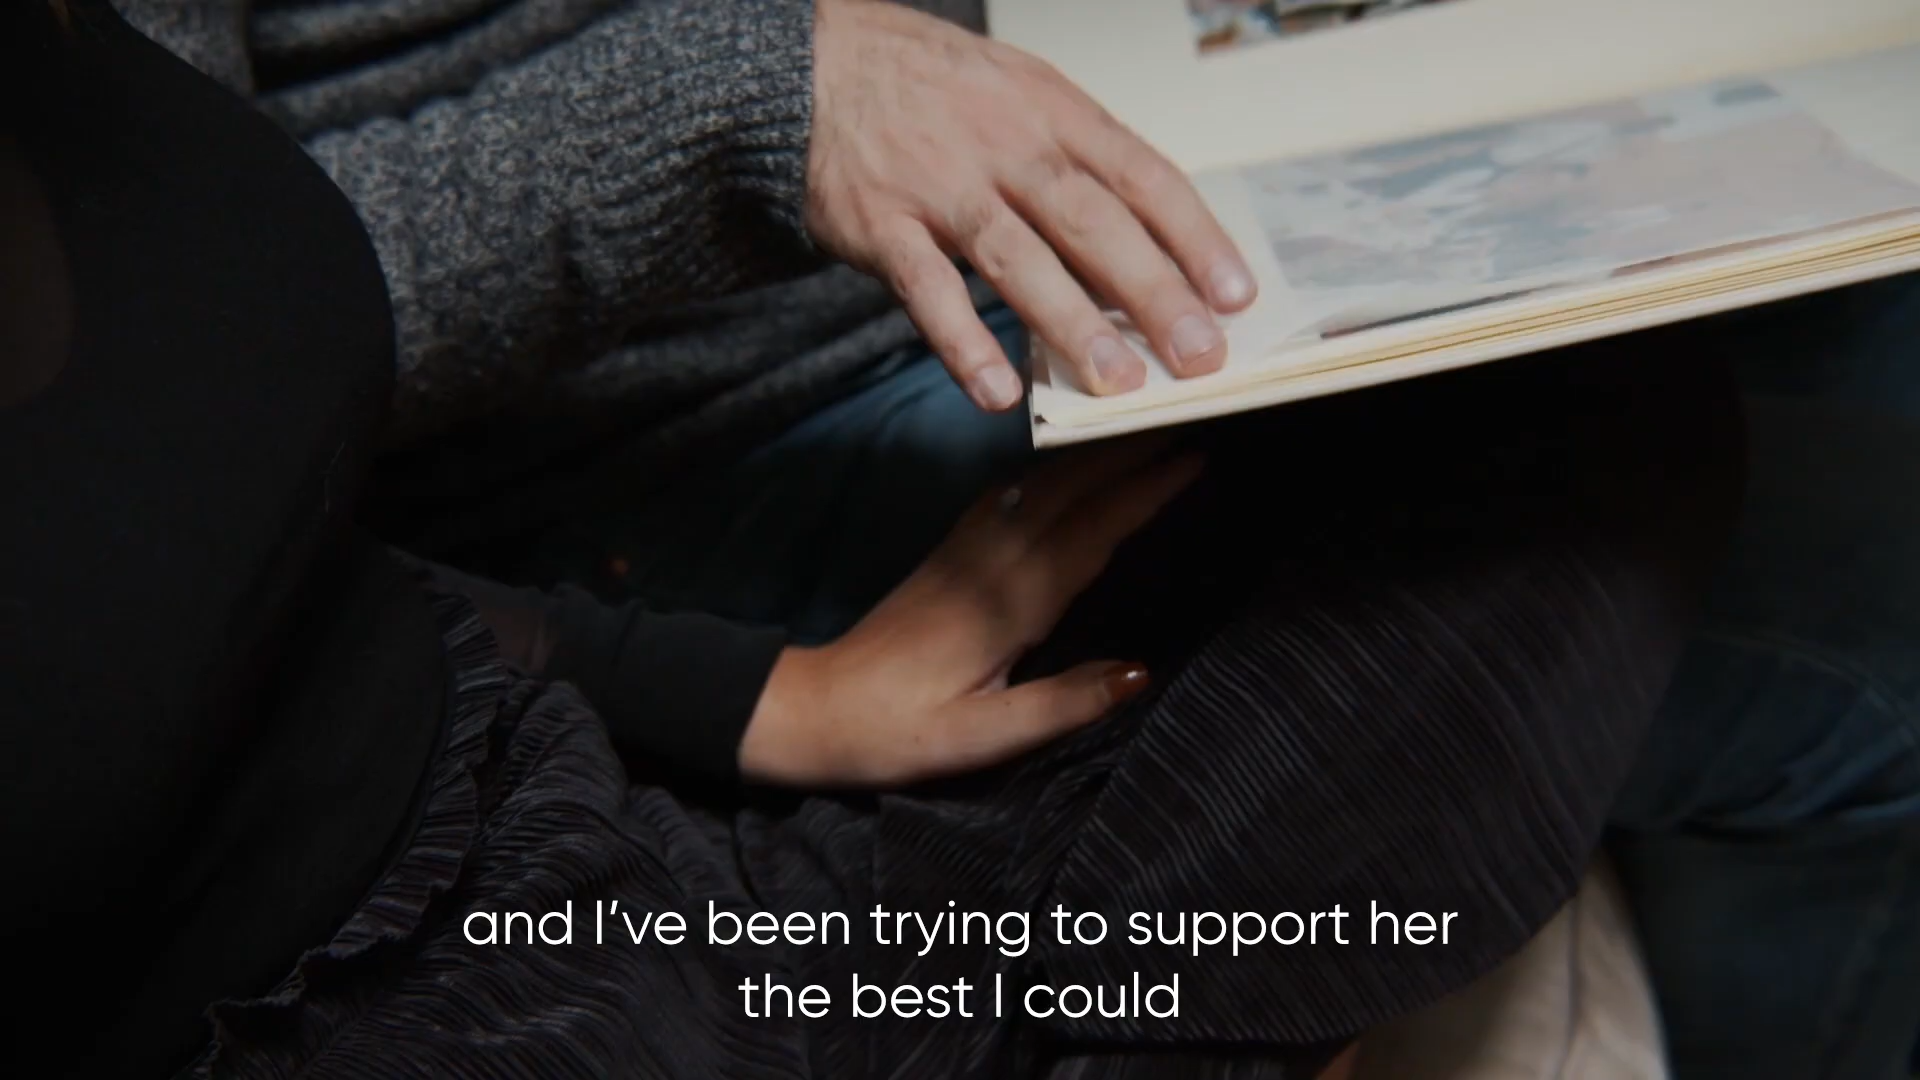 and I’ve been trying to support her
the best I could